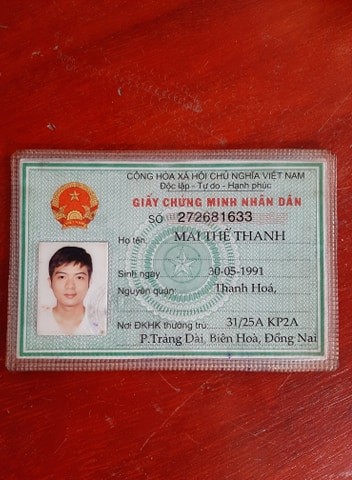 CỘNG HÒA XÃ HỘI CHỦ NGHĨA VIỆT NAM
Độc lập - Tự do - Hạnh phúc
GIẤY CHỨNG MINH NHÂN DÂN
SỐ 272681633
Họ tên: MAI THẾ THANH
Sinh ngày 30-05-1991
Nguyên quán: Thanh Hoá,
Nơi ĐKHK thường trú: 31/25A KP2A
P.Trảng Dài, Biên Hoà, Đồng Nai